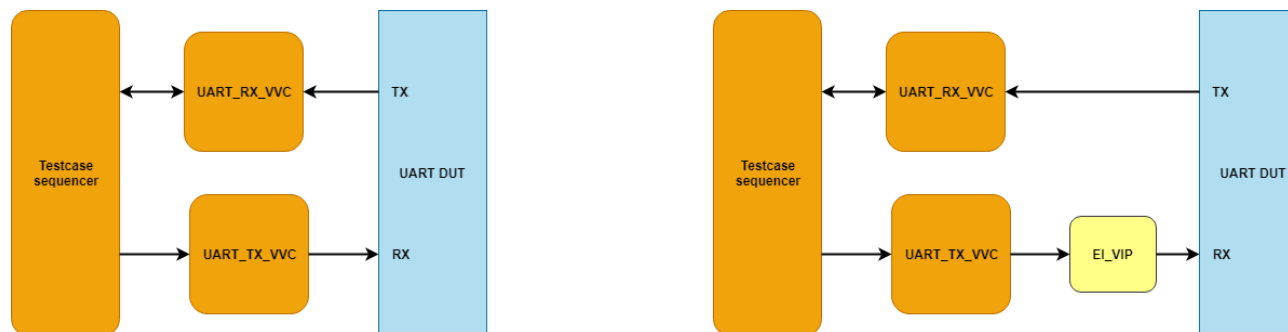 UART_RX_VVC
TX
Testcase
sequencer
UART DUT
UART_TX_VVC
RX
UART_RX_VVC
TX
Testcase
sequencer
UART DUT
UART_TX_VVC
EI_VIP
RX